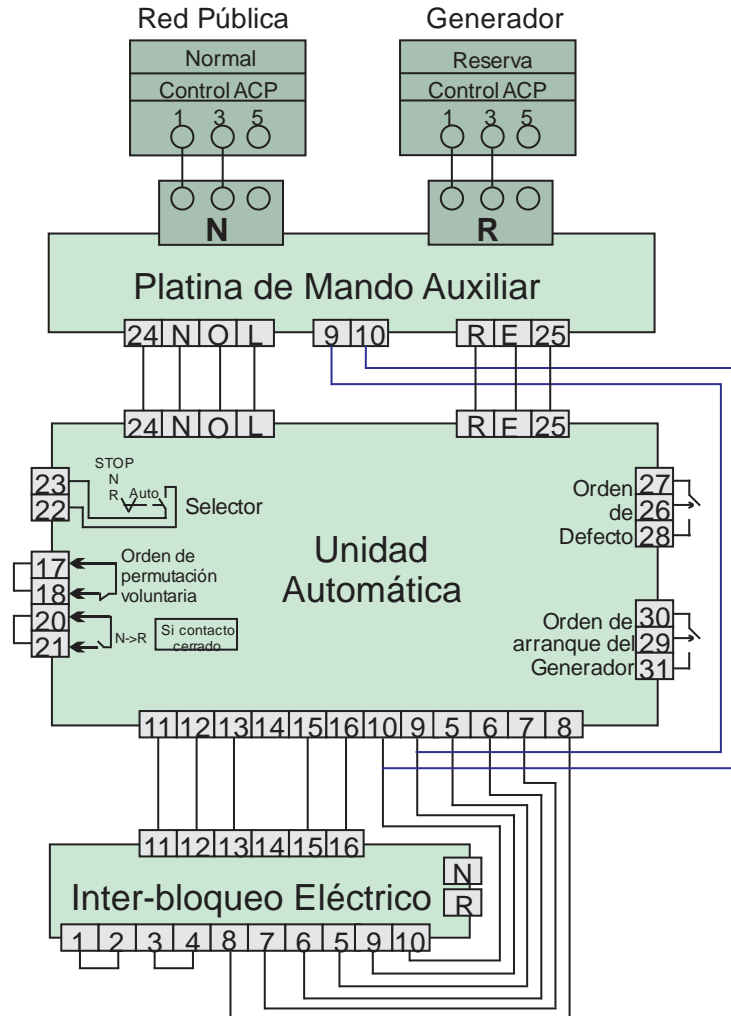 Red Pública Generador
Normal Reserva
Control ACP Control ACP
1 3 5 1 3 5
N R
Platina de Mando Auxiliar
24 N O L 9 10 R E 25
24 N O L R E 25
STOP
N
R Auto
23
22
Selector
27
26
28
Orden
de
Defecto
17
18
Orden de
permutación
voluntaria
Unidad
Automática
20
21
N->R
Si contacto
cerrado
30
29
31
Orden de
arranque del
Generador
11 12 13 14 15 16 10 9 5 6 7 8
11 12 13 14 15 16
N
R
Inter-bloqueo Eléctrico
1 2 3 4 8 7 6 5 9 10